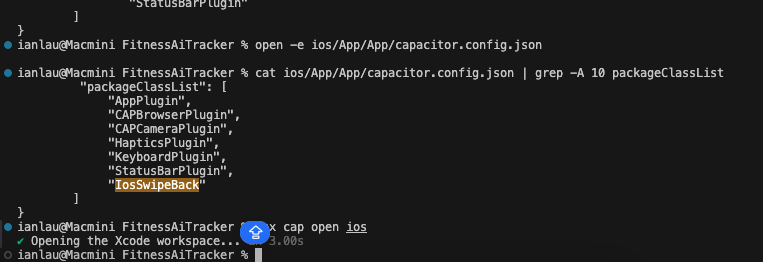 "StatusBarPlugin"
]
}
ianlau@Macmini FitnessAiTracker % open -e ios/App/App/capacitor.config.json
ianlau@Macmini FitnessAiTracker % cat ios/App/App/capacitor.config.json | grep -A 10 packageClassList
"packageClassList": [
"AppPlugin",
"CAPBrowserPlugin",
"CAPCameraPlugin",
"HapticsPlugin",
"KeyboardPlugin",
"StatusBarPlugin",
"IosSwipeBack"
]
}
ianlau@Macmini FitnessAiTracker % x cap open ios
✔ Opening the Xcode workspace... 3.00s
ianlau@Macmini FitnessAiTracker %